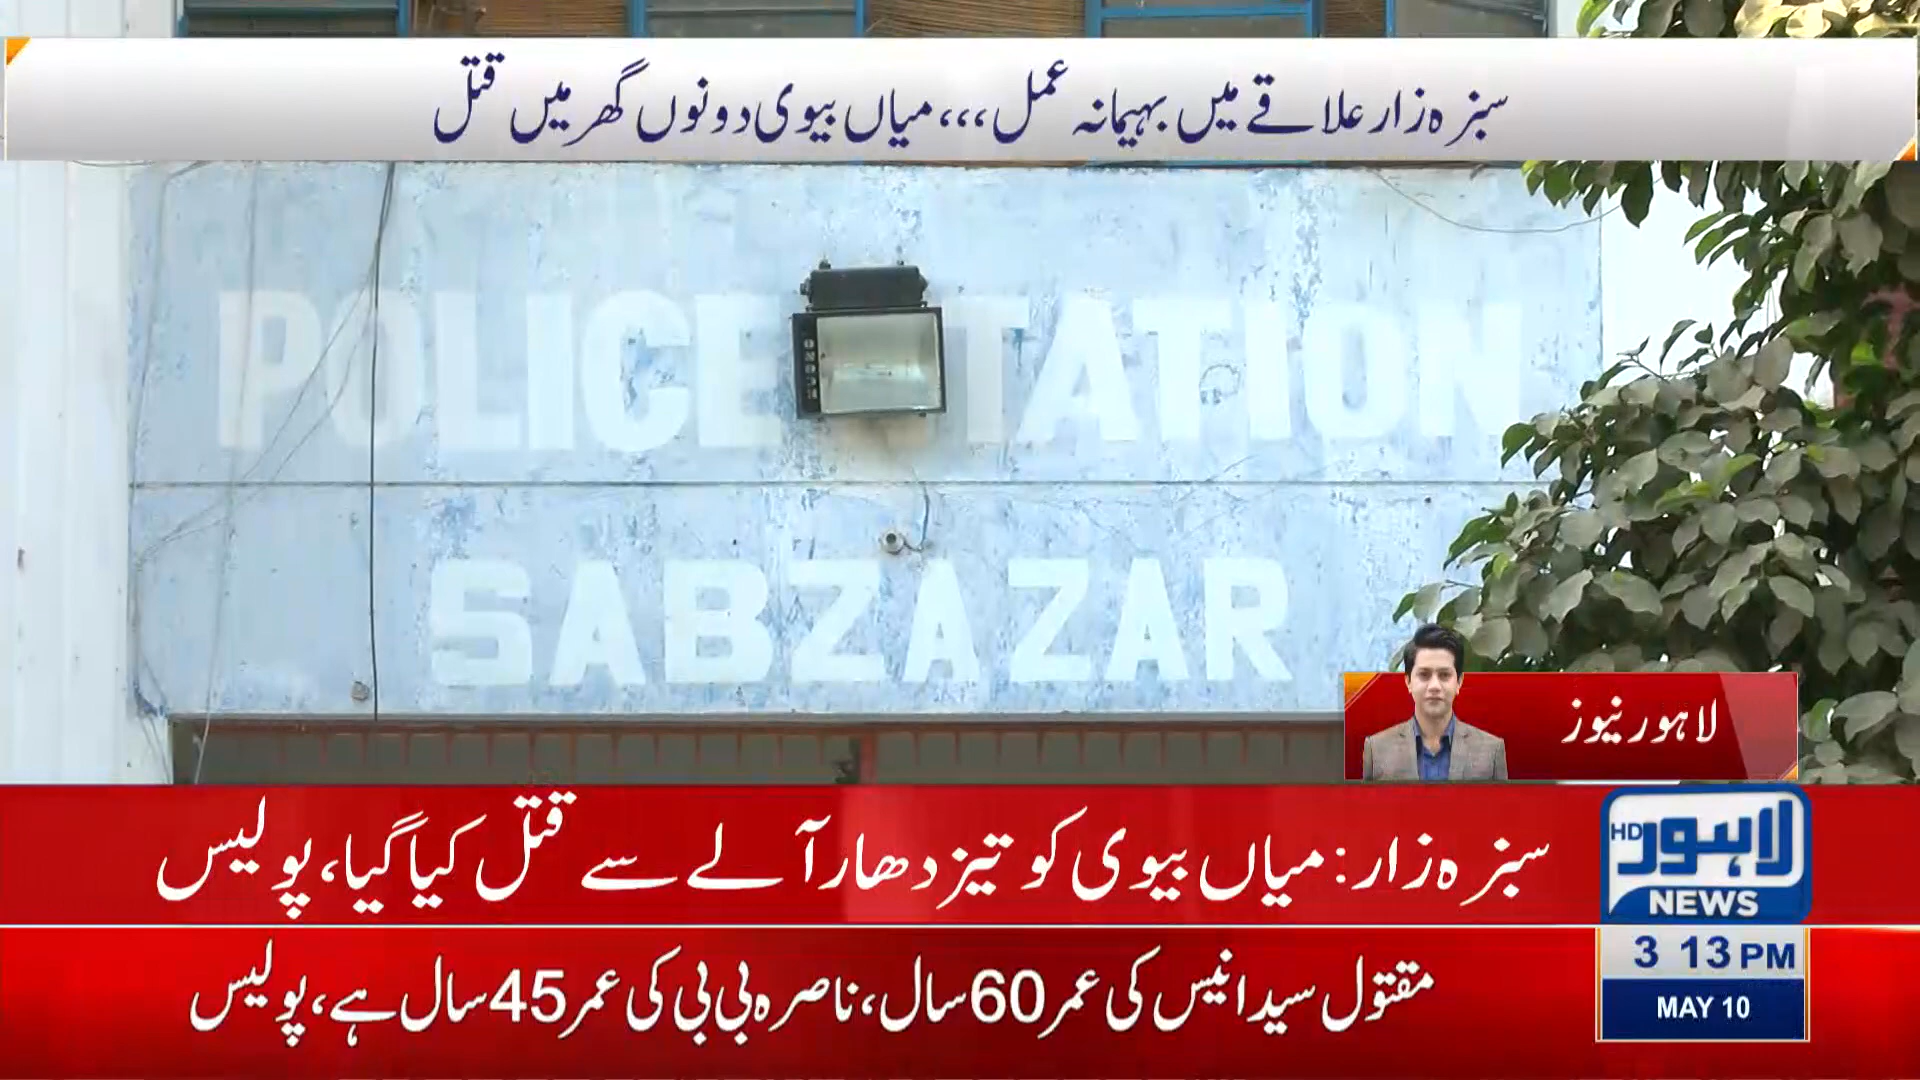 سبزہ زار علاقے میں بہیمانہ عمل،،،، میاں بیوی دونوں گھر میں قتل
POLICE STATION
SABZAZAR
لاہور نیوز
سبزہ زار: میاں بیوی کو تیز دھار آلے سے قتل کیا گیا، پولیس
لاہور HD
NEWS
مقتول سید انیس کی عمر 60 سال، ناصرہ بی بی کی عمر 45 سال ہے، پولیس
3 13 PM
MAY 10